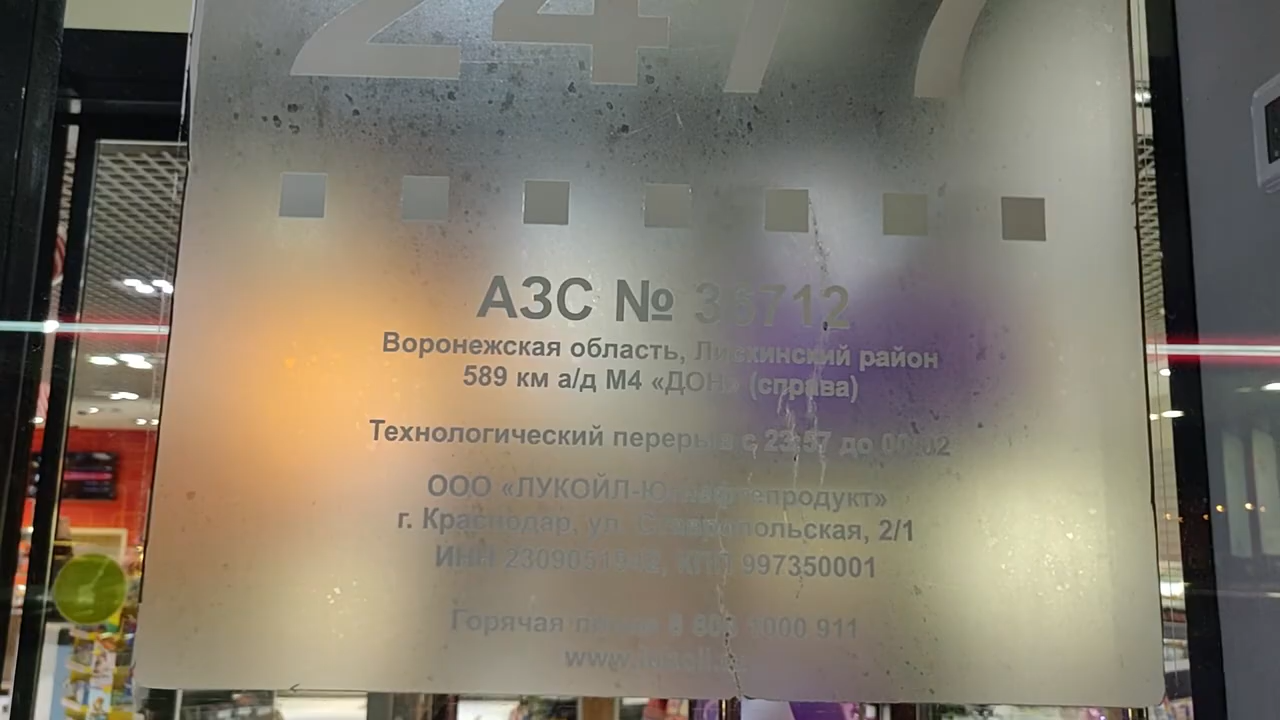 24/7
АЗС № 36712
Воронежская область, Лискинский район
589 км а/д М4 «ДОН» (справа)
Технологический перерыв с 23:57 до 00:02
ООО «ЛУКОЙЛ-Югнефтепродукт»
г. Краснодар, ул. Ставропольская, 2/1
ИНН 2309051942, КПП 997350001
Горячая линия 8 800 1000 911